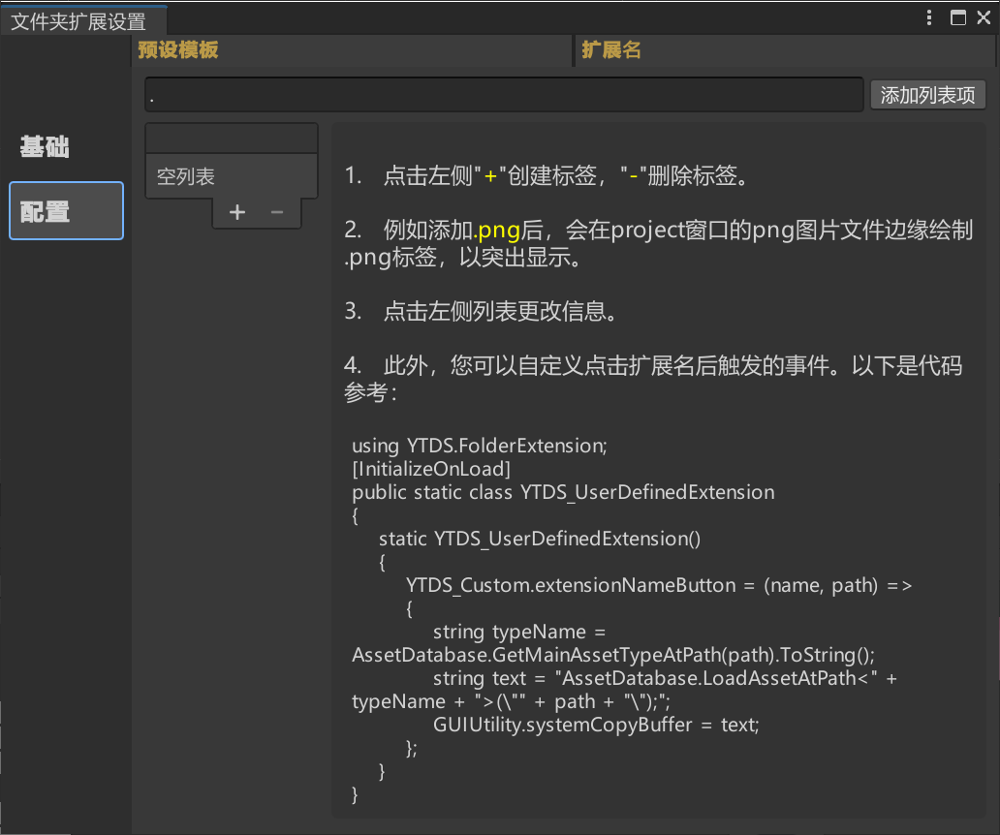 文件夹扩展设置
预设模板
扩展名
.
添加列表项
基础
配置
空列表
+ −
1. 点击左侧"+"创建标签，"-"删除标签。
2. 例如添加.png后，会在project窗口的png图片文件边缘绘制
.png标签，以突出显示。
3. 点击左侧列表更改信息。
4. 此外，您可以自定义点击扩展名后触发的事件。以下是代码
参考：
using YTDS.FolderExtension;
[InitializeOnLoad]
public static class YTDS_UserDefinedExtension
{
static YTDS_UserDefinedExtension()
{
YTDS_Custom.extensionNameButton = (name, path) =>
{
string typeName =
AssetDatabase.GetMainAssetTypeAtPath(path).ToString();
string text = "AssetDatabase.LoadAssetAtPath<" +
typeName + ">(\"" + path + "\");";
GUIUtility.systemCopyBuffer = text;
};
}
}